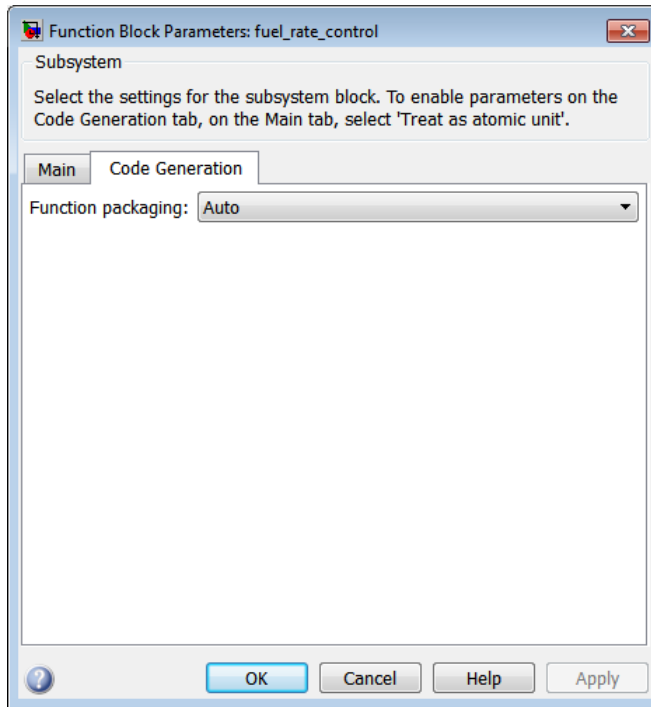 Function Block Parameters: fuel_rate_control
Subsystem
Select the settings for the subsystem block. To enable parameters on the
Code Generation tab, on the Main tab, select 'Treat as atomic unit'.
Main Code Generation
Function packaging: Auto
? OK Cancel Help Apply